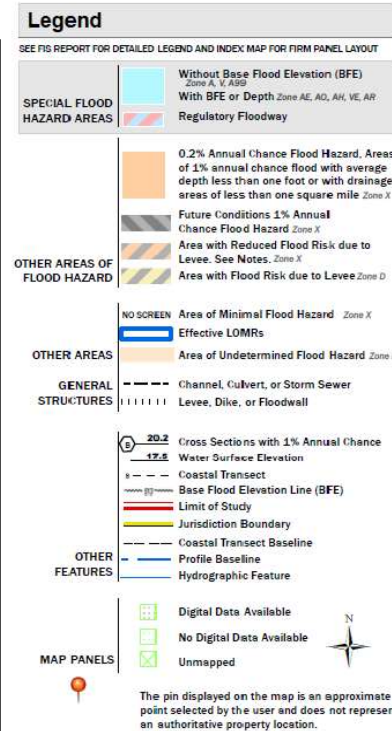 Legend
SEE FIS REPORT FOR DETAILED LEGEND AND INDEX MAP FOR FIRM PANEL LAYOUT
SPECIAL FLOOD
HAZARD AREAS
Without Base Flood Elevation (BFE)
Zone A, V, A99
With BFE or Depth Zone AE, AO, AH, VE, AR
Regulatory Floodway
OTHER AREAS OF
FLOOD HAZARD
0.2% Annual Chance Flood Hazard, Areas
of 1% annual chance flood with average
depth less than one foot or with drainage
areas of less than one square mile Zone X
Future Conditions 1% Annual
Chance Flood Hazard Zone X
Area with Reduced Flood Risk due to
Levee. See Notes. Zone X
Area with Flood Risk due to Levee Zone D
OTHER AREAS
NO SCREEN Area of Minimal Flood Hazard Zone X
Effective LOMRs
Area of Undetermined Flood Hazard Zone
GENERAL
STRUCTURES
Channel, Culvert, or Storm Sewer
Levee, Dike, or Floodwall
OTHER
FEATURES
B 20.2 Cross Sections with 1% Annual Chance
17.5 Water Surface Elevation
8 Coastal Transect
Base Flood Elevation Line (BFE)
Limit of Study
Jurisdiction Boundary
Coastal Transect Baseline
Profile Baseline
Hydrographic Feature
MAP PANELS
Digital Data Available
No Digital Data Available
Unmapped
N
The pin displayed on the map is an approximate
point selected by the user and does not represen
an authoritative property location.